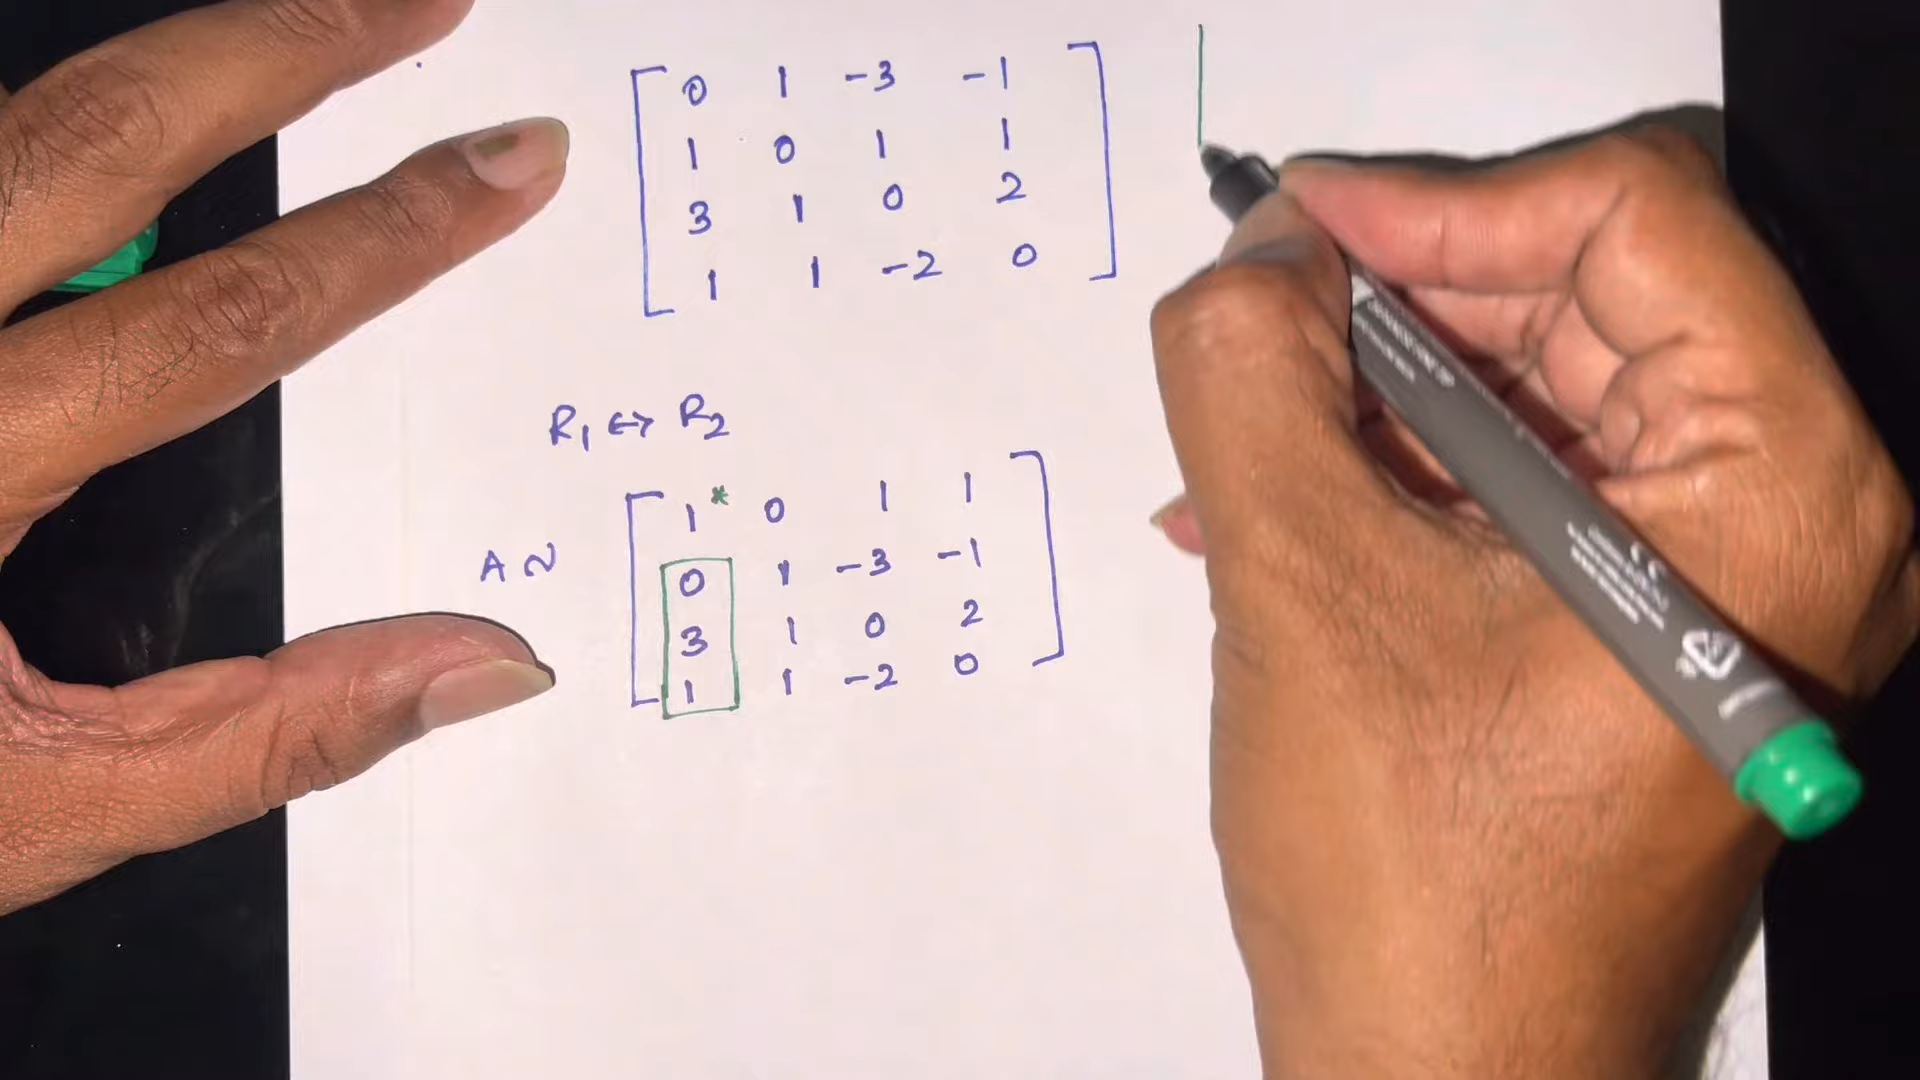 0 1 -3 -1
1 0 1 1
3 1 0 2
1 1 -2 0
R1 ↔ R2
1* 0 1 1
A ~
0 1 -3 -1
3 1 0 2
1 1 -2 0